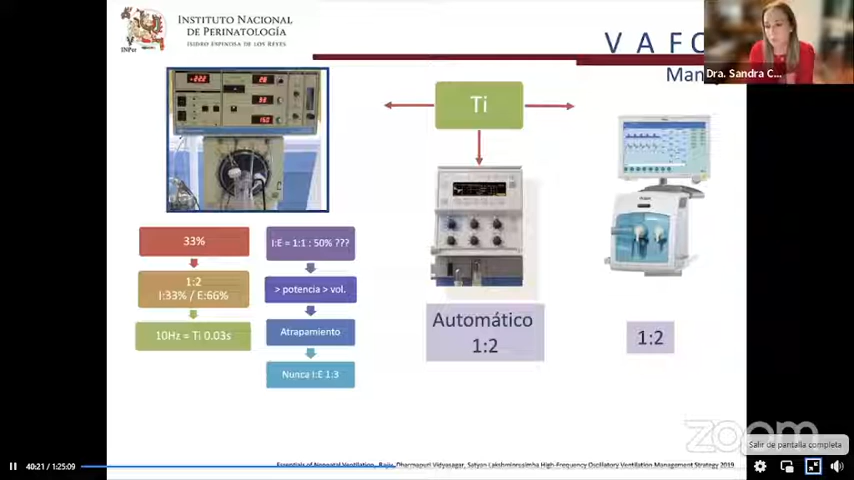 INSTITUTO NACIONAL
DE PERINATOLOGÍA
ISIDRO ESPINOSA DE LOS REYES
INPer
V A F O
Man
Dra. Sandra C...
Ti
33%
1:2
I:33% / E:66%
10Hz = Ti 0.03s
I:E = 1:1 : 50% ???
> potencia > vol.
Atrapamiento
Nunca I:E 1:3
Automático
1:2
1:2
zoom
Salir de pantalla completa
Essentials of Neonatal Ventilation, Rajiv, Dharmapuri Vidyasagar, Satyan Lakshminrusimha High-Frequency Oscillatory Ventilation Management Strategy 2019
40:21 / 1:25:09